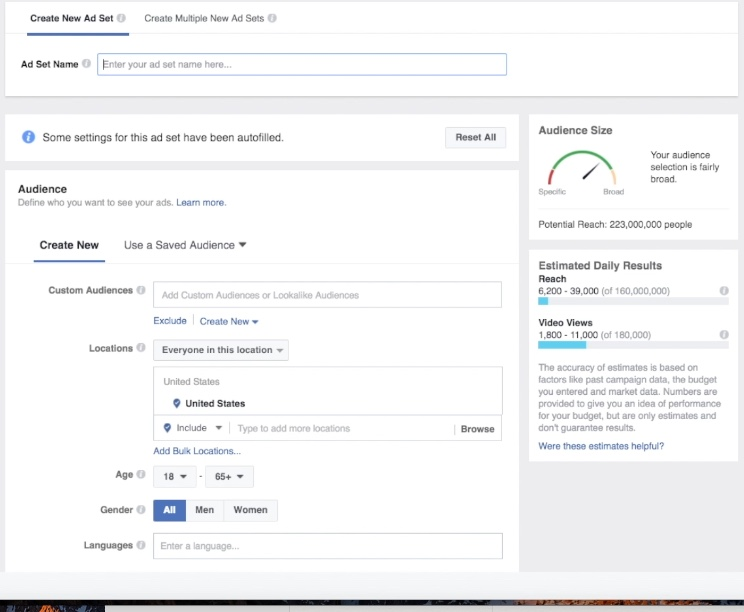 Create New Ad Set Create Multiple New Ad Sets
Ad Set Name Enter your ad set name here...
Some settings for this ad set have been autofilled. Reset All
Audience
Define who you want to see your ads. Learn more.
Create New Use a Saved Audience
Custom Audiences Add Custom Audiences or Lookalike Audiences
Exclude Create New
Locations Everyone in this location
United States
United States
Include Type to add more locations Browse
Add Bulk Locations...
Age 18 - 65+
Gender All Men Women
Languages Enter a language...
Audience Size
Your audience
selection is fairly
broad.
Specific Broad
Potential Reach: 223,000,000 people
Estimated Daily Results
Reach
6,200 - 39,000 (of 160,000,000)
Video Views
1,800 - 11,000 (of 180,000)
The accuracy of estimates is based on
factors like past campaign data, the budget
you entered and market data. Numbers are
provided to give you an idea of performance
for your budget, but are only estimates and
don't guarantee results.
Were these estimates helpful?